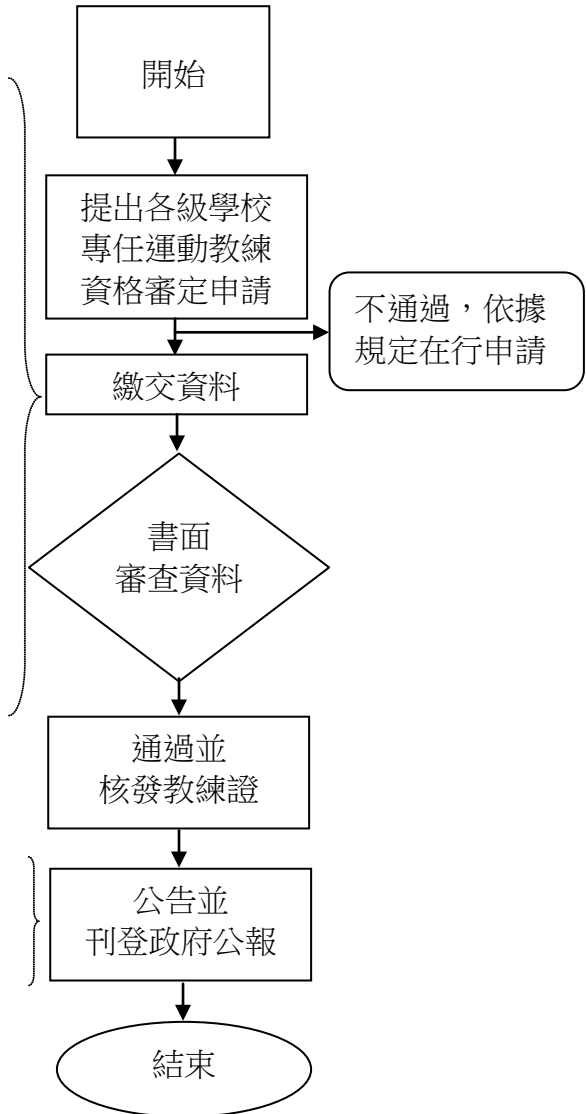 開始
提出各級學校
專任運動教練
資格審定申請
不通過，依據
規定在行申請
繳交資料
書面
審查資料
通過並
核發教練證
公告並
刊登政府公報
結束